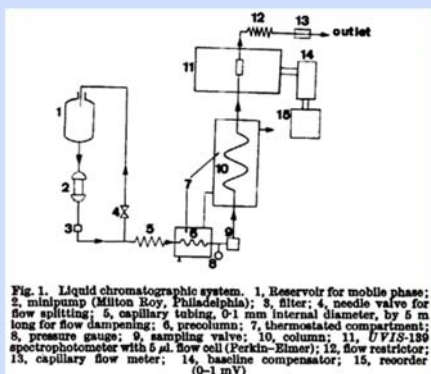 12
13
outlet
14
11
15
1
10
7
2
4
3
5
6
9
8
Fig. 1. Liquid chromatographic system. 1, Reservoir for mobile phase;
2, minipump (Milton Roy, Philadelphia); 3, filter; 4, needle valve for
flow splitting; 5, capillary tubing, 0·1 mm internal diameter, by 5 m
long for flow dampening; 6, precolumn; 7, thermostated compartment;
8, pressure gauge; 9, sampling valve; 10, column; 11, UVIS-139
spectrophotometer with 5 μl. flow cell (Perkin-Elmer); 12, flow restrictor;
13, capillary flow meter; 14, baseline compensator; 15, reoorder
(0-1 mV)